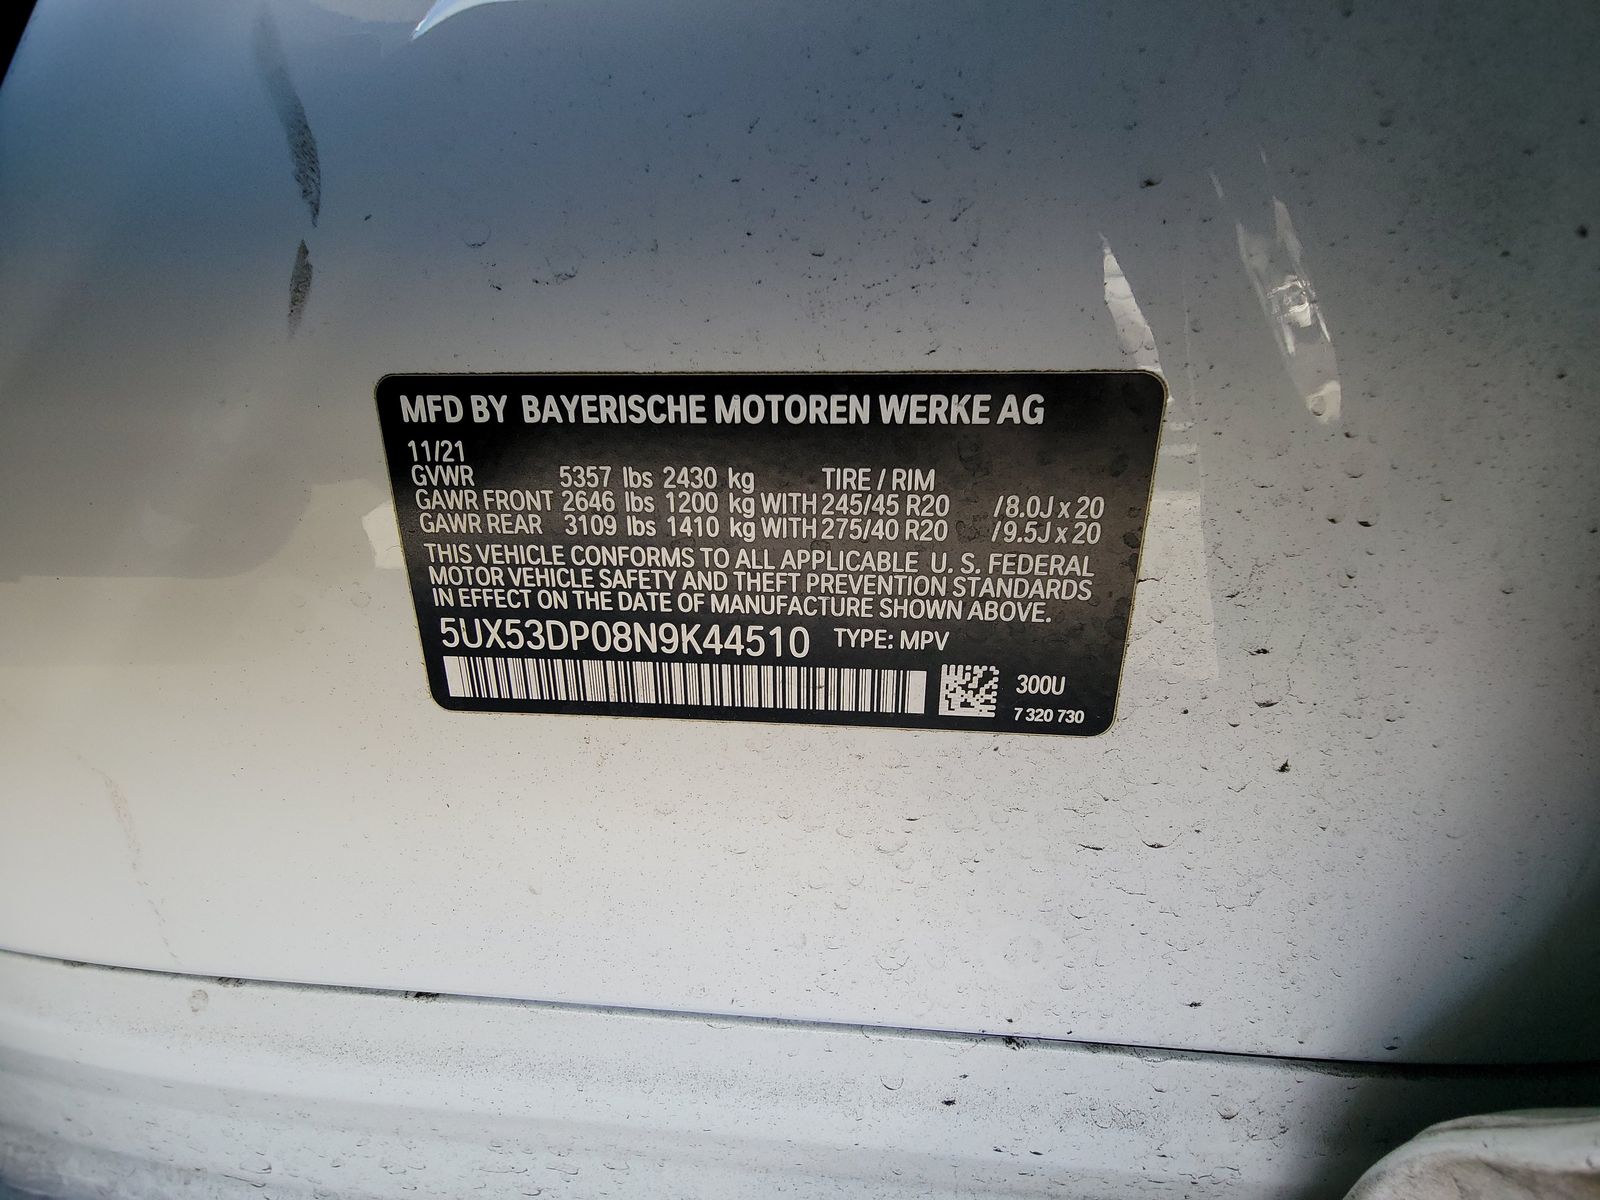 MFD BY BAYERISCHE MOTOREN WERKE AG
11/21
GVWR 5357 lbs 2430 kg TIRE / RIM
GAWR FRONT 2646 lbs 1200 kg WITH 245/45 R20 /8.0J x 20
GAWR REAR 3109 lbs 1410 kg WITH 275/40 R20 /9.5J x 20
THIS VEHICLE CONFORMS TO ALL APPLICABLE U. S. FEDERAL
MOTOR VEHICLE SAFETY AND THEFT PREVENTION STANDARDS
IN EFFECT ON THE DATE OF MANUFACTURE SHOWN ABOVE.
5UX53DP08N9K44510 TYPE: MPV
300U
7 320 730